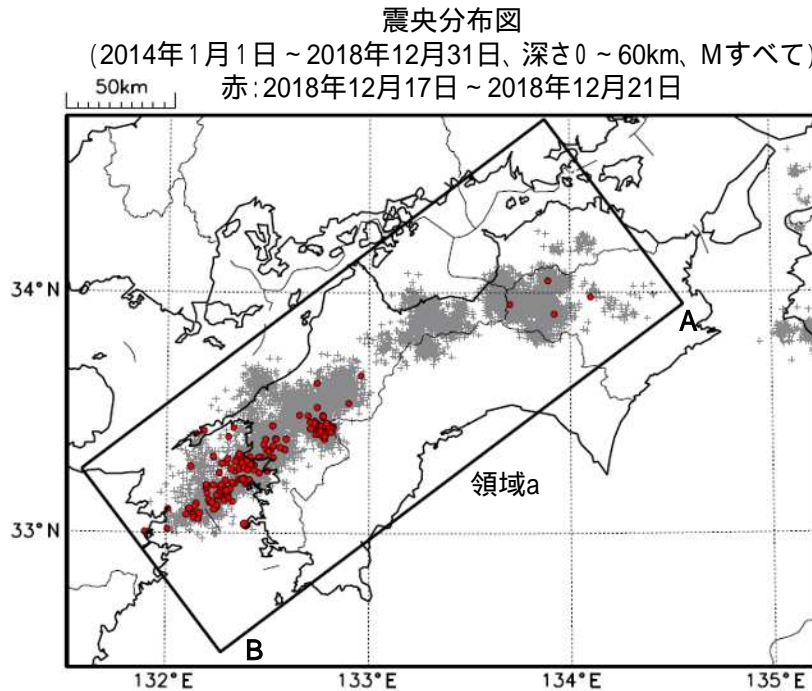 震央分布図
(2014年1月1日～2018年12月31日、深さ0～60km、Mすべて)
赤：2018年12月17日～2018年12月21日
50km
34°N
A
領域a
33°N
B
132°E 133°E 134°E 135°E